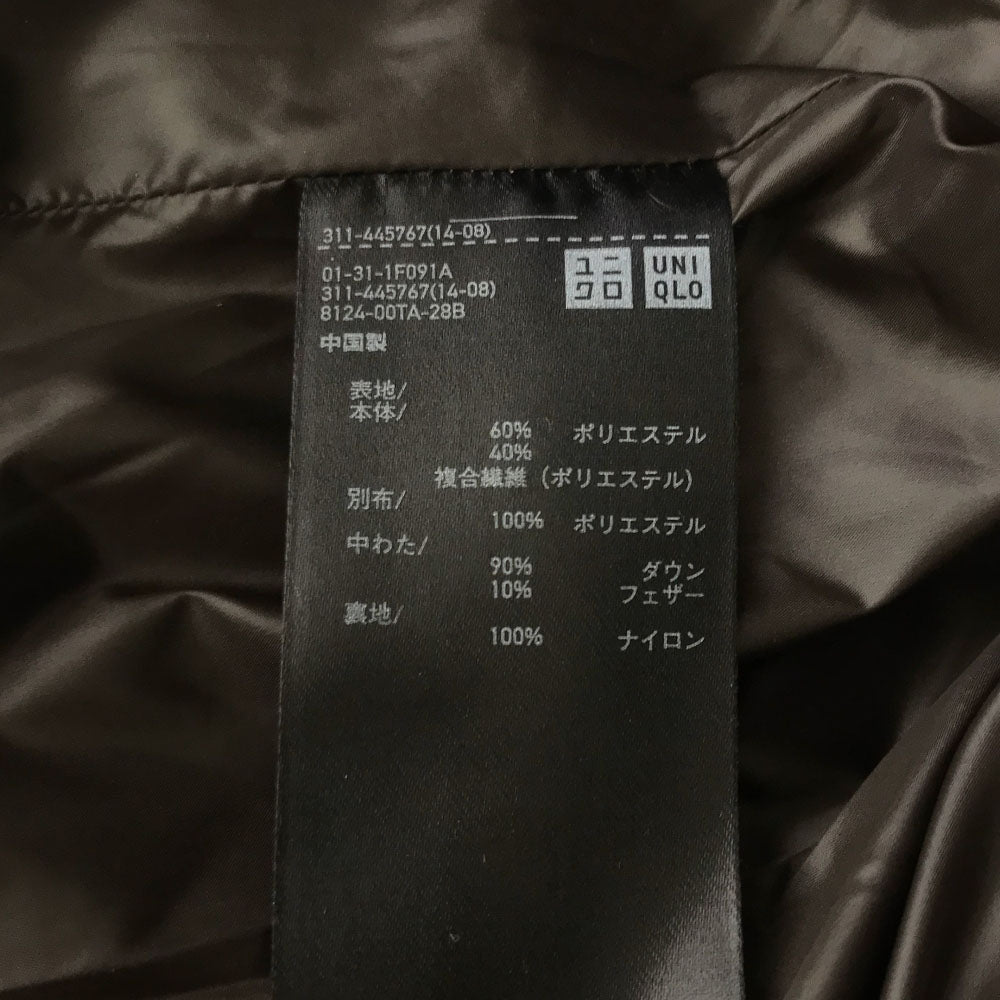 311-445767(14-08)
01-31-1F091A
311-445767(14-08)
8124-00TA-28B
ユニ
クロ
UNI
QLO
中国製
表地/
本体/
60% ポリエステル
40%
複合繊維(ポリエステル)
別布/
100% ポリエステル
中わた/
90% ダウン
10% フェザー
裏地/
100% ナイロン